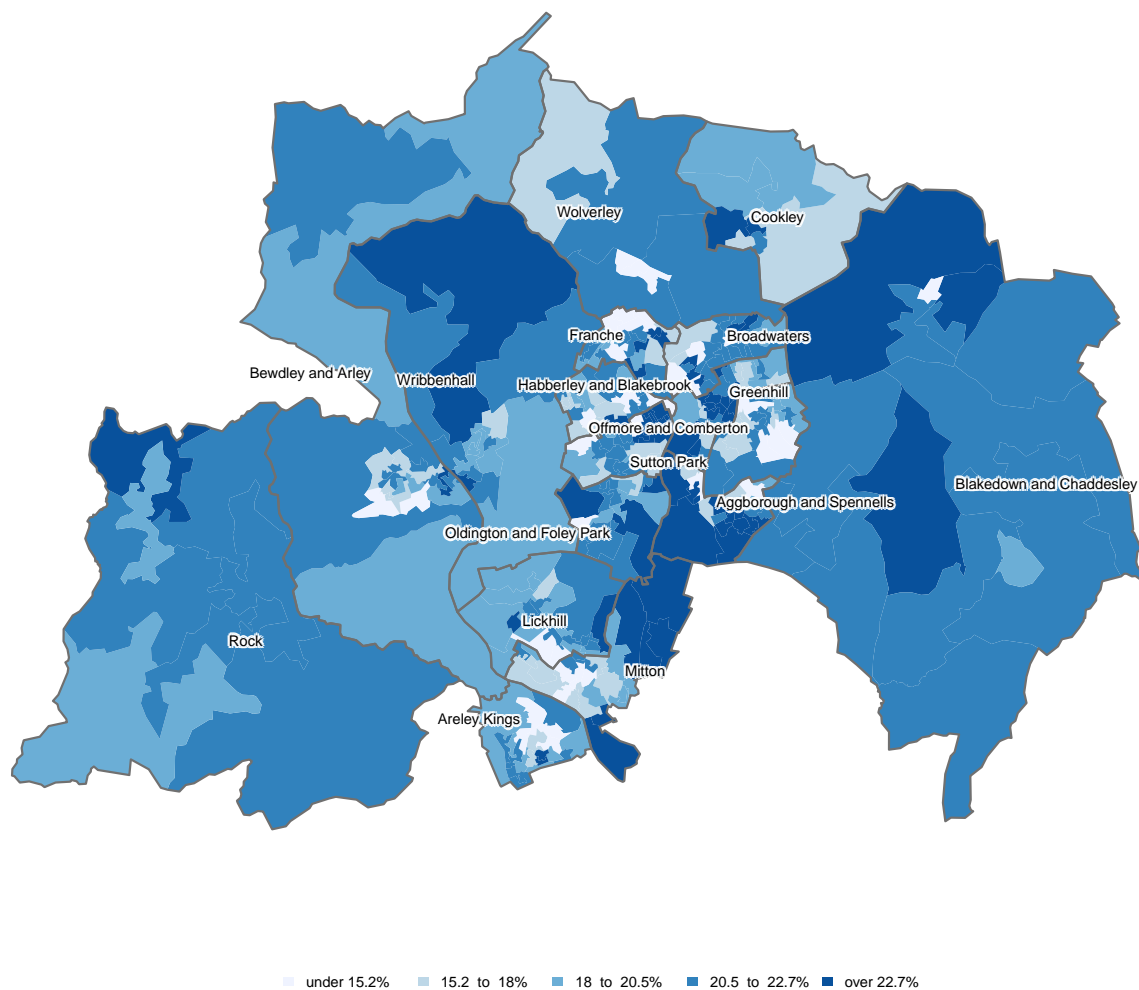 Wolverley
Cookley
Franche
Broadwaters
Bewdley and Arley
Wribbenhall
Habberley and Blakebrook
Greenhill
Offmore and Comberton
Sutton Park
Blakedown and Chaddesley
Aggborough and Spennells
Oldington and Foley Park
Lickhill
Rock
Mitton
Areley Kings
under 15.2% 15.2 to 18% 18 to 20.5% 20.5 to 22.7% over 22.7%